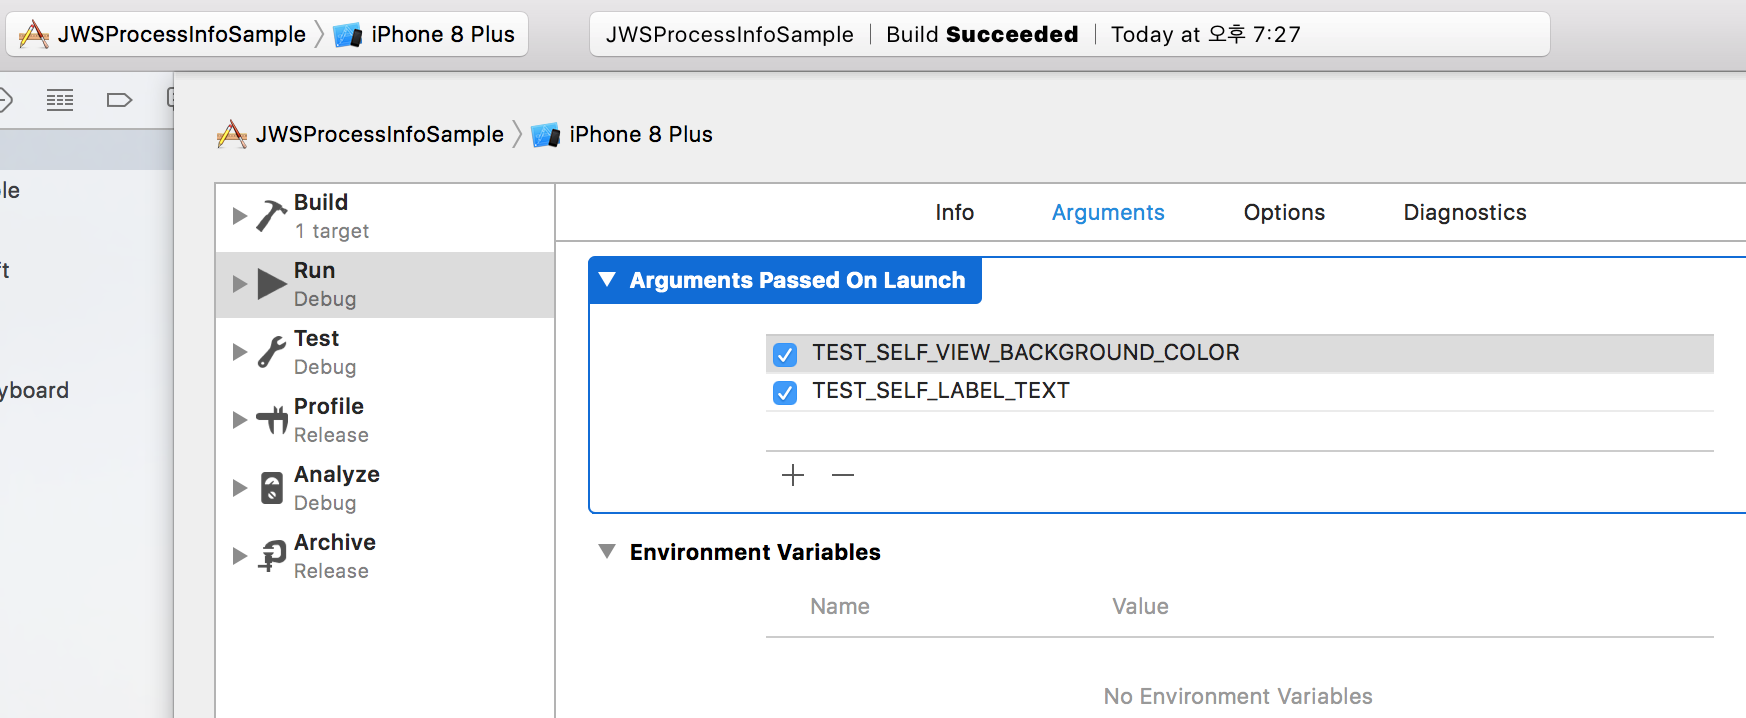 JWSProcessInfoSample iPhone 8 Plus JWSProcessInfoSample Build Succeeded Today at 오후 7:27
JWSProcessInfoSample iPhone 8 Plus
le
ft
yboard
Build
1 target
Run
Debug
Test
Debug
Profile
Release
Analyze
Debug
Archive
Release
Info Arguments Options Diagnostics
Arguments Passed On Launch
TEST_SELF_VIEW_BACKGROUND_COLOR
TEST_SELF_LABEL_TEXT
Environment Variables
Name Value
No Environment Variables